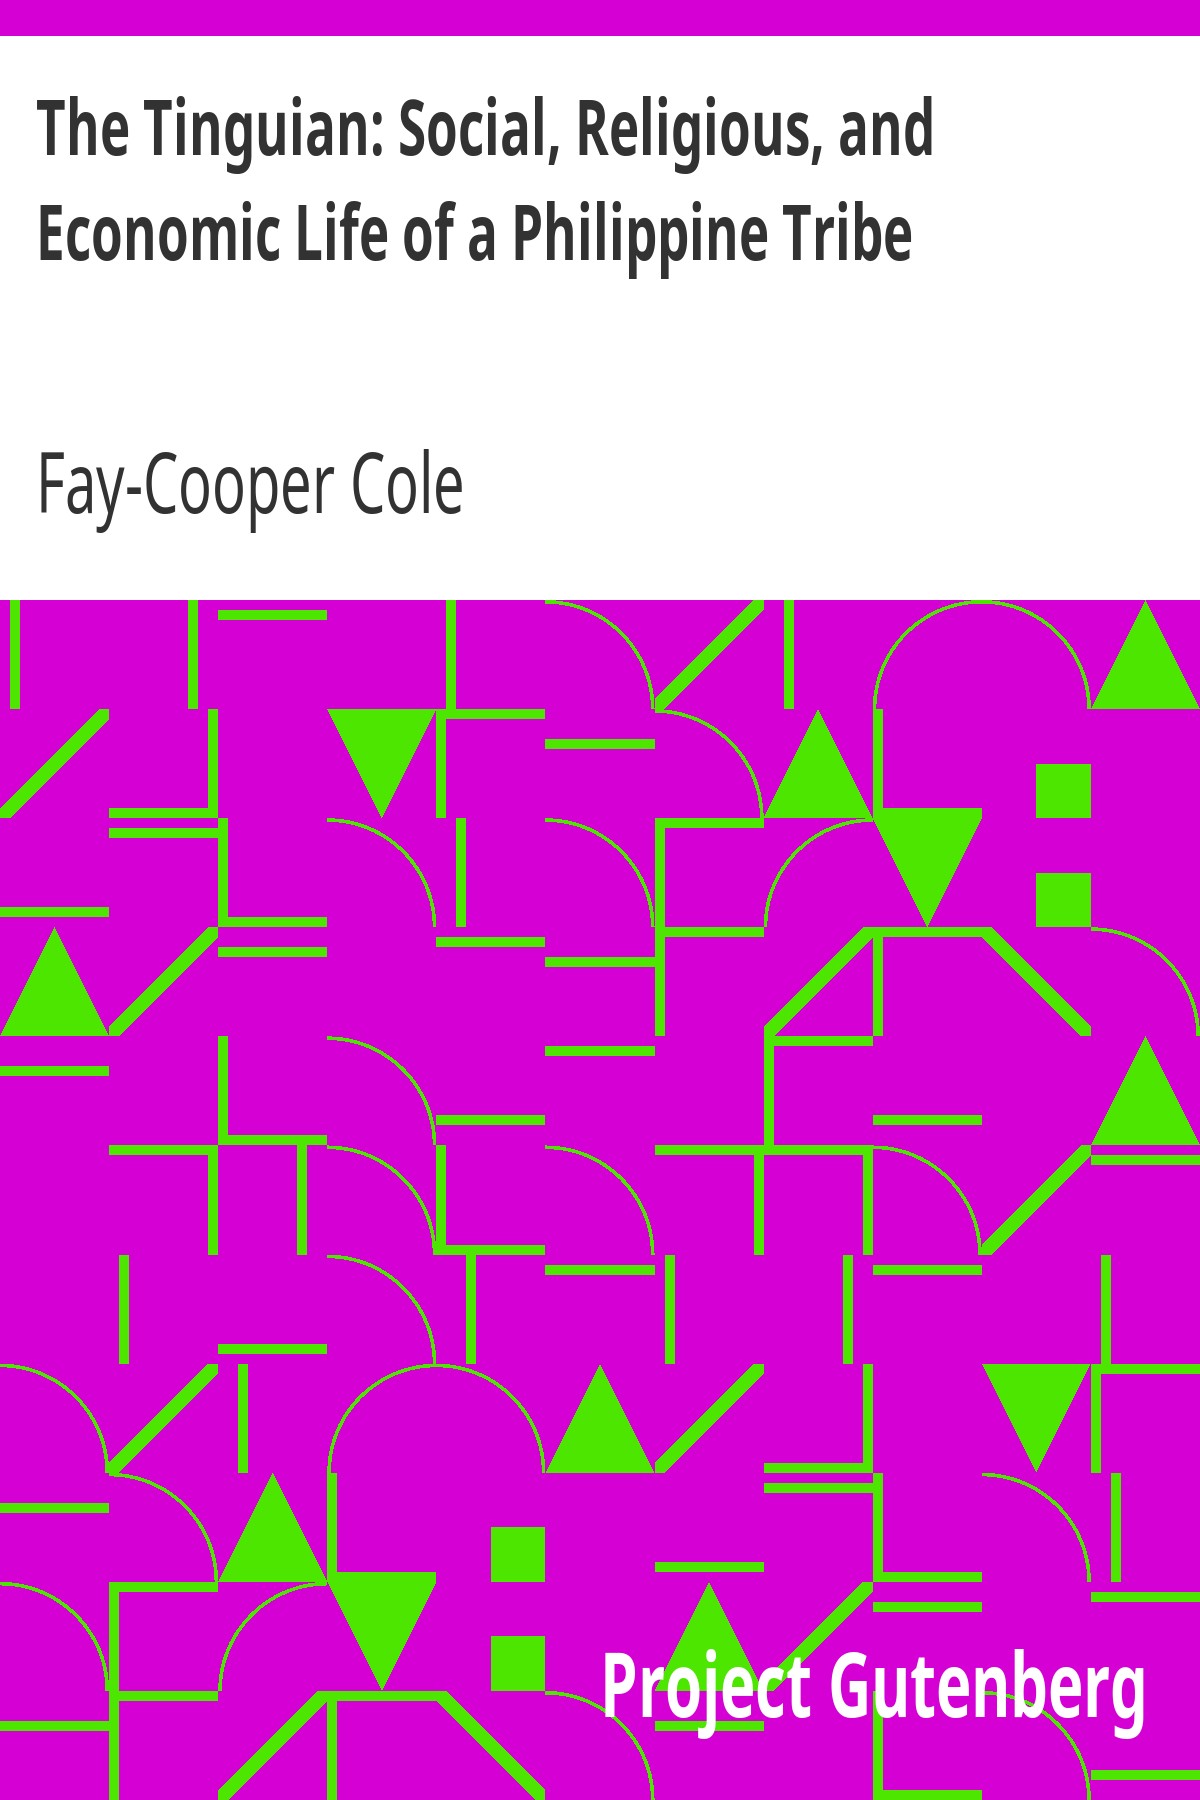 The Tinguian: Social, Religious, and
Economic Life of a Philippine Tribe
Fay-Cooper Cole
Project Gutenberg